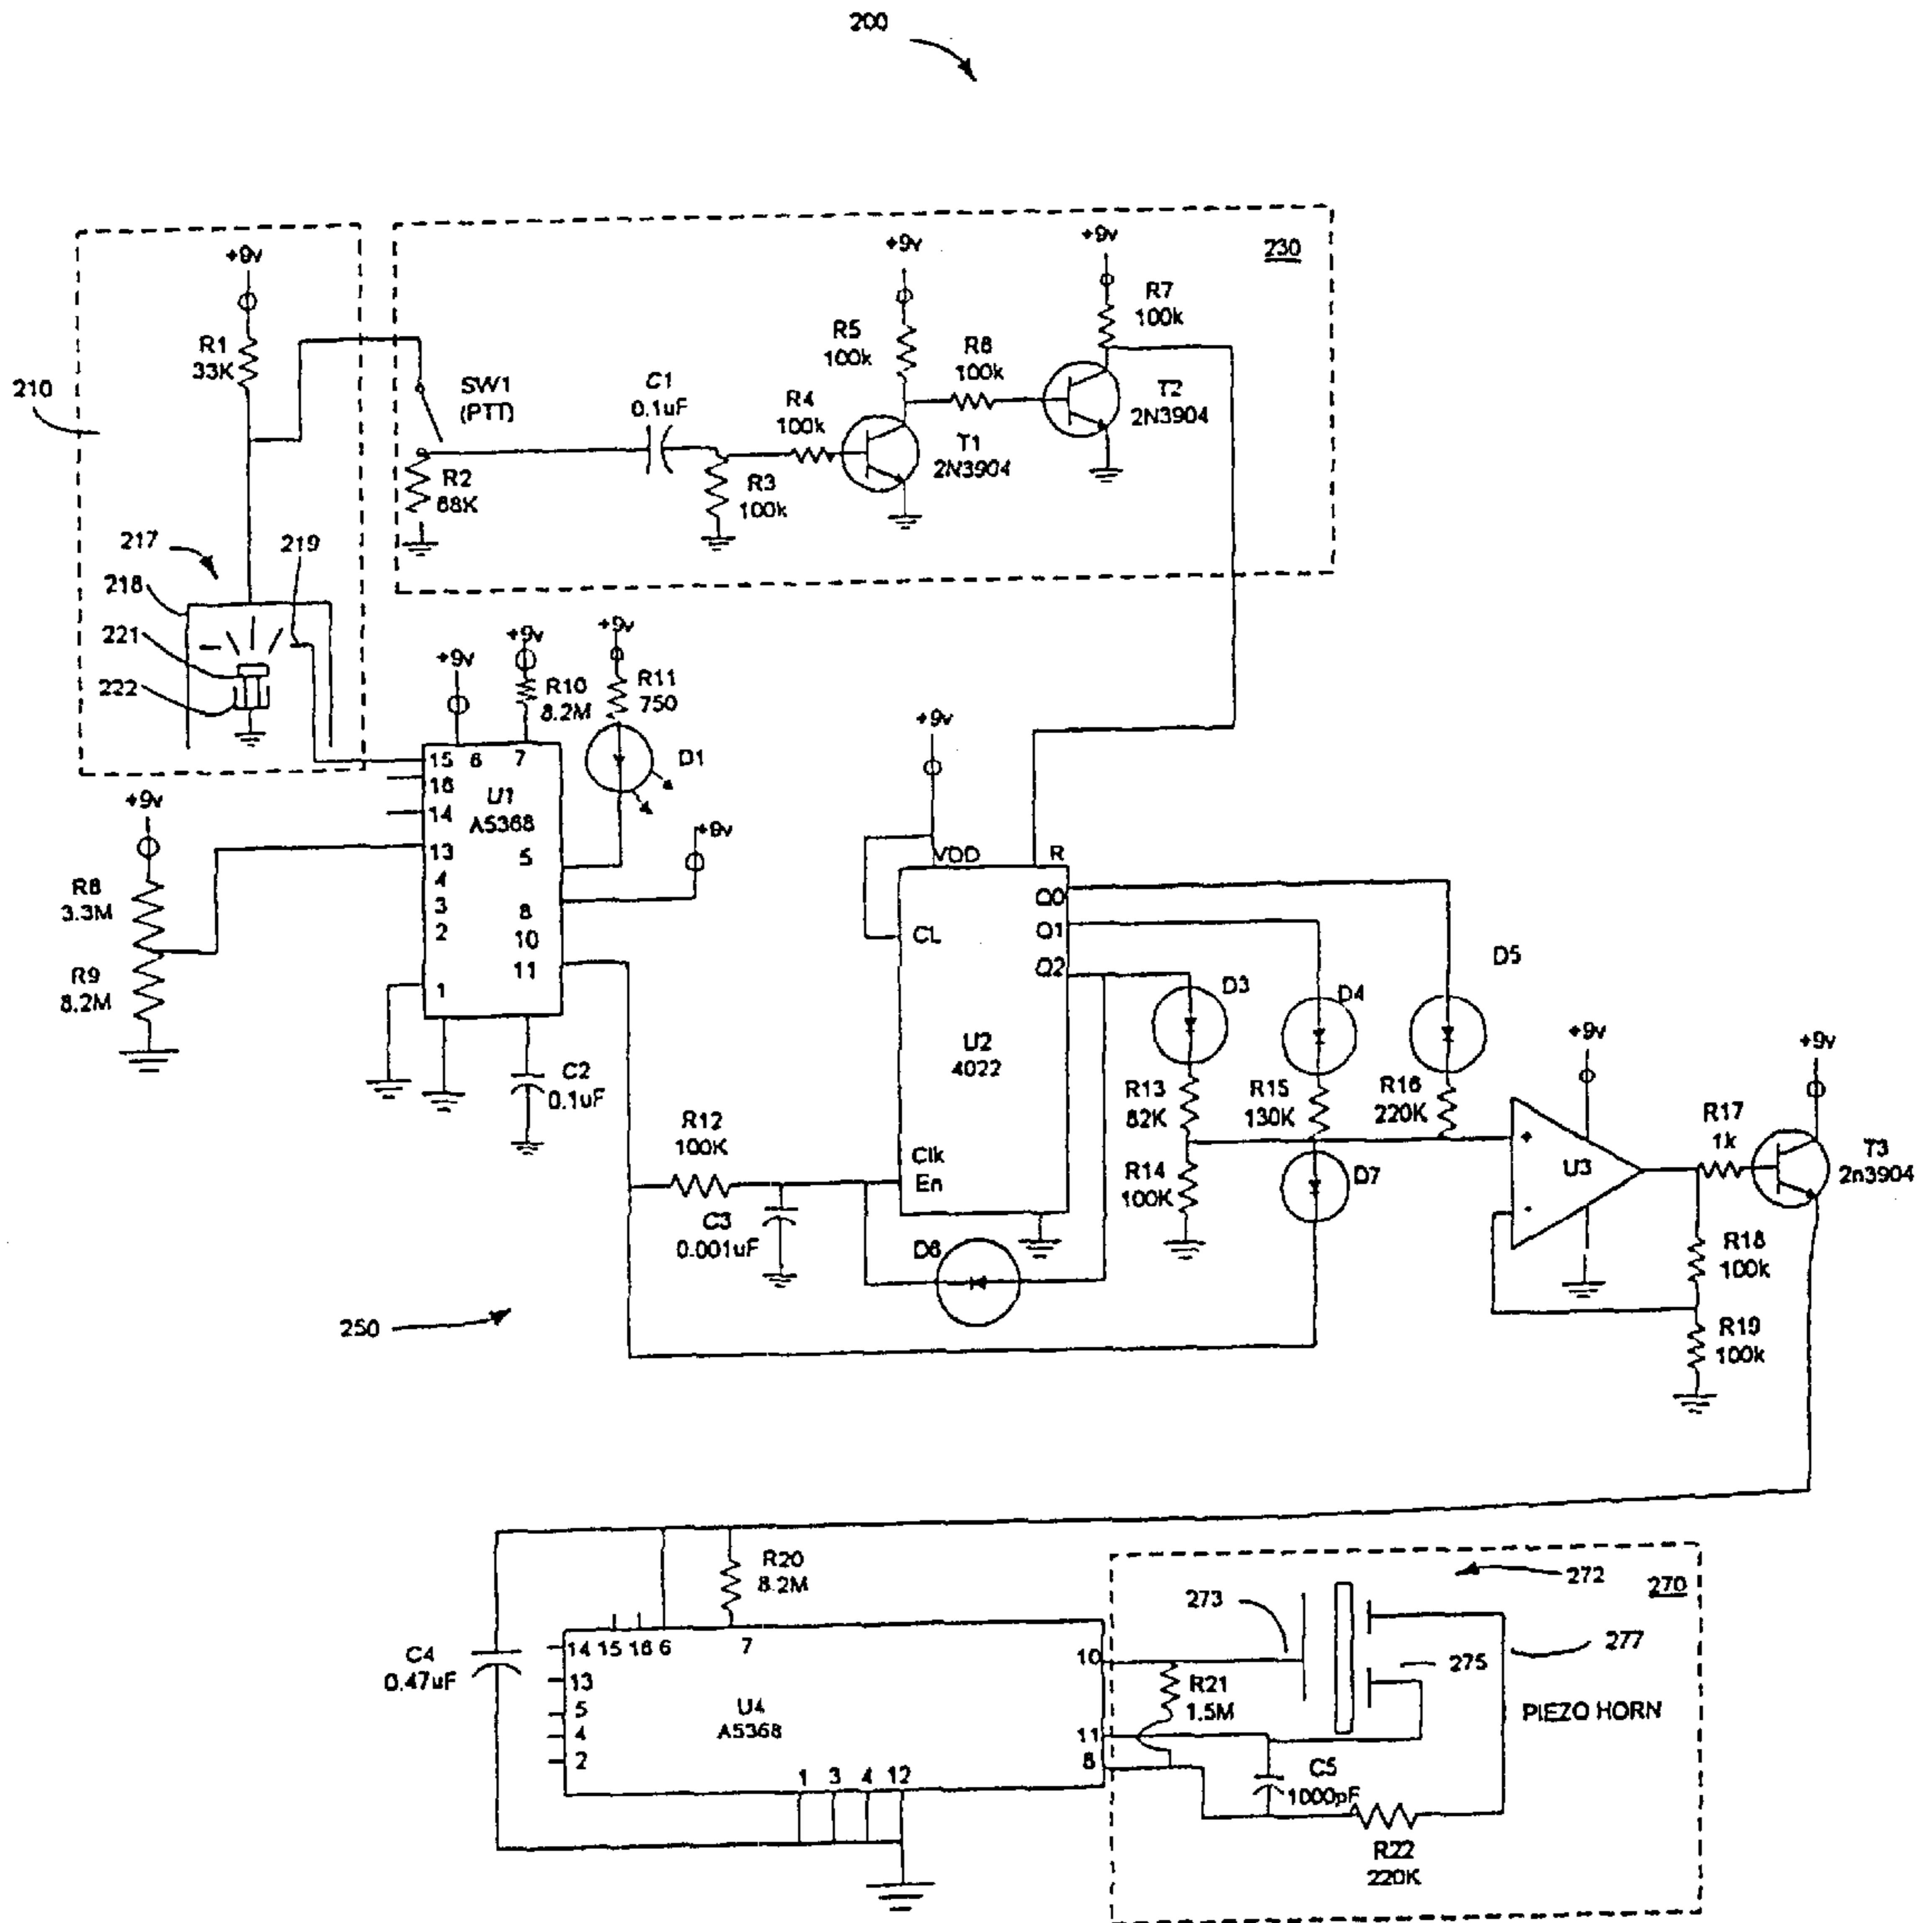 200
210
+9v
R1
33K
217
218
219
221
222
230
SW1
(PTT)
R2
68K
C1
0.1uF
R3
100k
R4
100k
+9v
R5
100k
T1
2N3904
R6
100k
+9v
R7
100k
T2
2N3904
+9v
R8
3.3M
R9
8.2M
+9v
+9v
R10
8.2M
+9v
R11
750
D1
+9v
15 6 7
16
14
13
4
3
2
1
5
8
10
11
U1
A5368
C2
0.1uF
R12
100K
C3
0.001uF
250
+9v
VDD
R
CL
Q0
Q1
Q2
U2
4022
Clk
En
D6
D3
D4
D5
R13
82K
R15
130K
R16
220K
R14
100K
D7
+9v
+
-
U3
R17
1k
+9v
T3
2n3904
R18
100k
R19
100k
C4
0.47uF
R20
8.2M
14 15 16 6 7
13
5
4
2
U4
A5368
1 3 4 12
10
11
8
270
272
273
275
277
R21
1.5M
C5
1000pF
R22
220K
PIEZO HORN